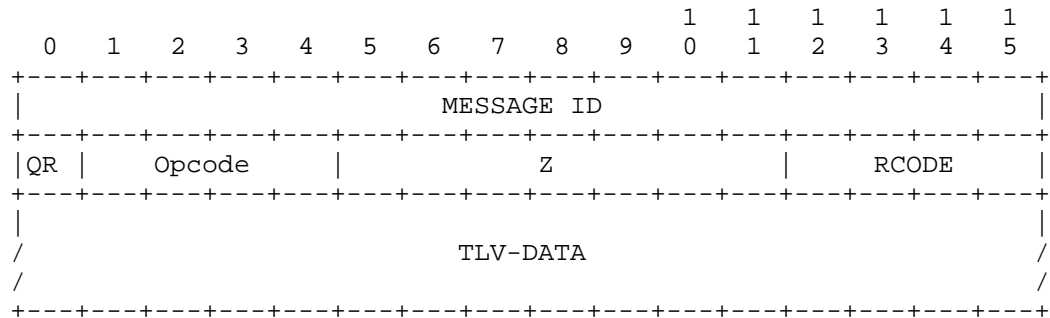 1   1   1   1   1   1
  0   1   2   3   4   5   6   7   8   9   0   1   2   3   4   5
+---+---+---+---+---+---+---+---+---+---+---+---+---+---+---+---+
|                          MESSAGE ID                           |
+---+---+---+---+---+---+---+---+---+---+---+---+---+---+---+---+
|QR |    Opcode     |             Z             |     RCODE     |
+---+---+---+---+---+---+---+---+---+---+---+---+---+---+---+---+
|                                                               |
/                           TLV-DATA                            /
/                                                               /
+---+---+---+---+---+---+---+---+---+---+---+---+---+---+---+---+